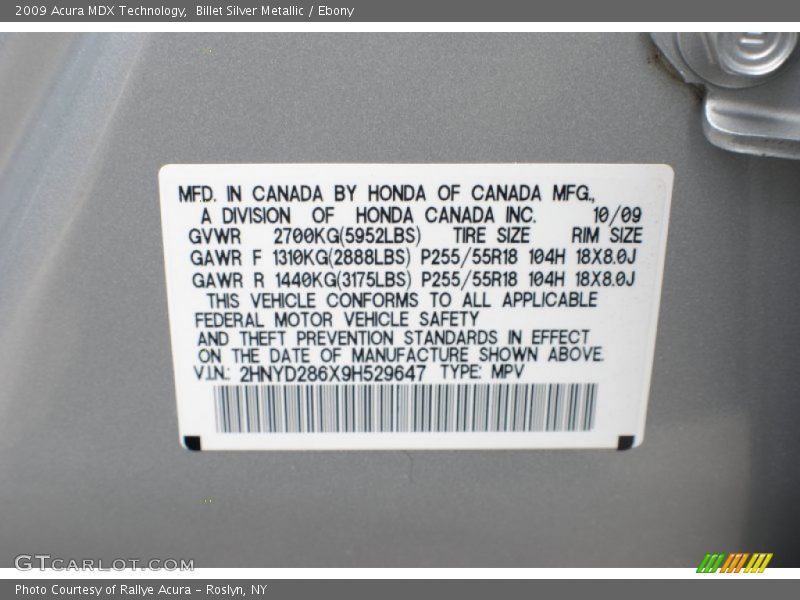 2009 Acura MDX Technology, Billet Silver Metallic / Ebony
MFD. IN CANADA BY HONDA OF CANADA MFG.,
A DIVISION OF HONDA CANADA INC. 10/09
GVWR 2700KG(5952LBS) TIRE SIZE RIM SIZE
GAWR F 1310KG(2888LBS) P255/55R18 104H 18X8.0J
GAWR R 1440KG(3175LBS) P255/55R18 104H 18X8.0J
THIS VEHICLE CONFORMS TO ALL APPLICABLE
FEDERAL MOTOR VEHICLE SAFETY
AND THEFT PREVENTION STANDARDS IN EFFECT
ON THE DATE OF MANUFACTURE SHOWN ABOVE.
V.I.N.: 2HNYD286X9H529647 TYPE: MPV
GTCARLOT.COM
Photo Courtesy of Rallye Acura - Roslyn, NY